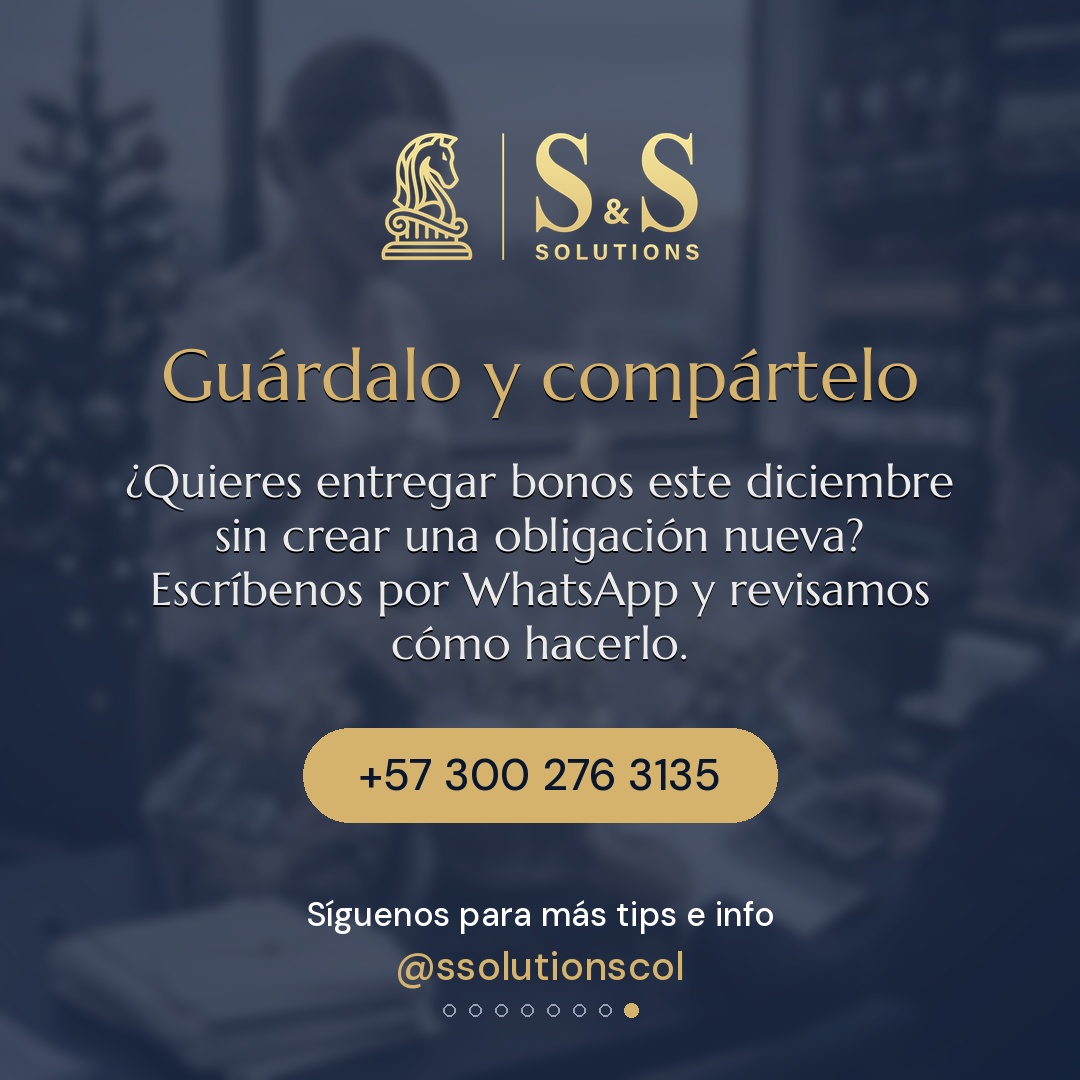 S&S
SOLUTIONS
Guárdalo y compártelo
¿Quieres entregar bonos este diciembre
sin crear una obligación nueva?
Escríbenos por WhatsApp y revisamos
cómo hacerlo.
+57 300 276 3135
Síguenos para más tips e info
@ssolutionscol